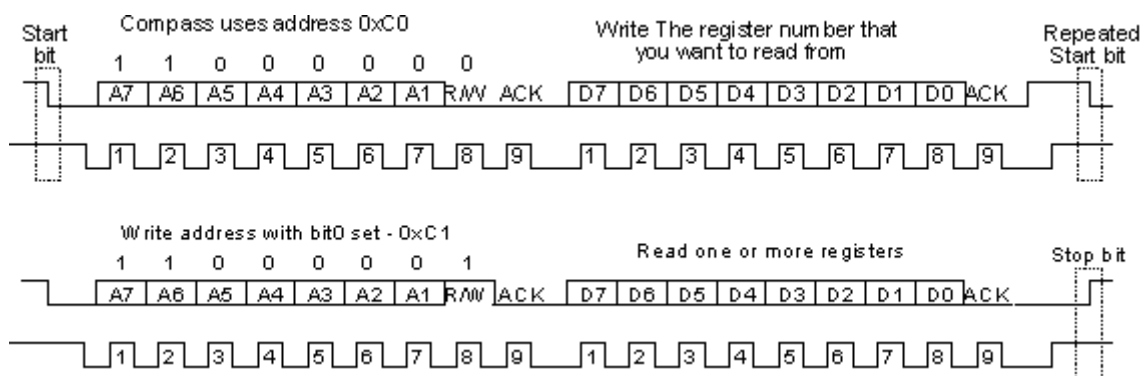 Start
bit
Compass uses address 0xC0
Write The register number that
you want to read from
Repeated
Start bit
1 1 0 0 0 0 0 0
A7 A6 A5 A4 A3 A2 A1 R/W ACK D7 D6 D5 D4 D3 D2 D1 D0 ACK
1 2 3 4 5 6 7 8 9 1 2 3 4 5 6 7 8 9
Write address with bit0 set - 0xC1
Read one or more registers
Stop bit
1 1 0 0 0 0 0 1
A7 A6 A5 A4 A3 A2 A1 R/W ACK D7 D6 D5 D4 D3 D2 D1 D0 ACK
1 2 3 4 5 6 7 8 9 1 2 3 4 5 6 7 8 9